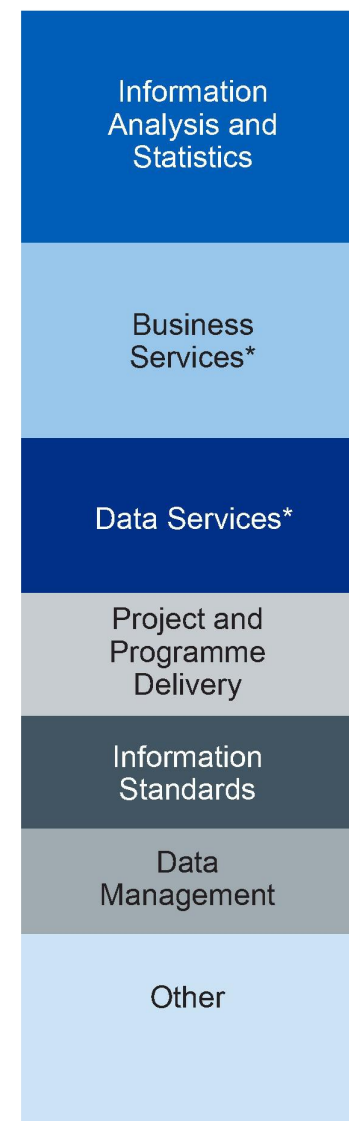 Information
Analysis and
Statistics
Business
Services*
Data Services*
Project and
Programme
Delivery
Information
Standards
Data
Management
Other